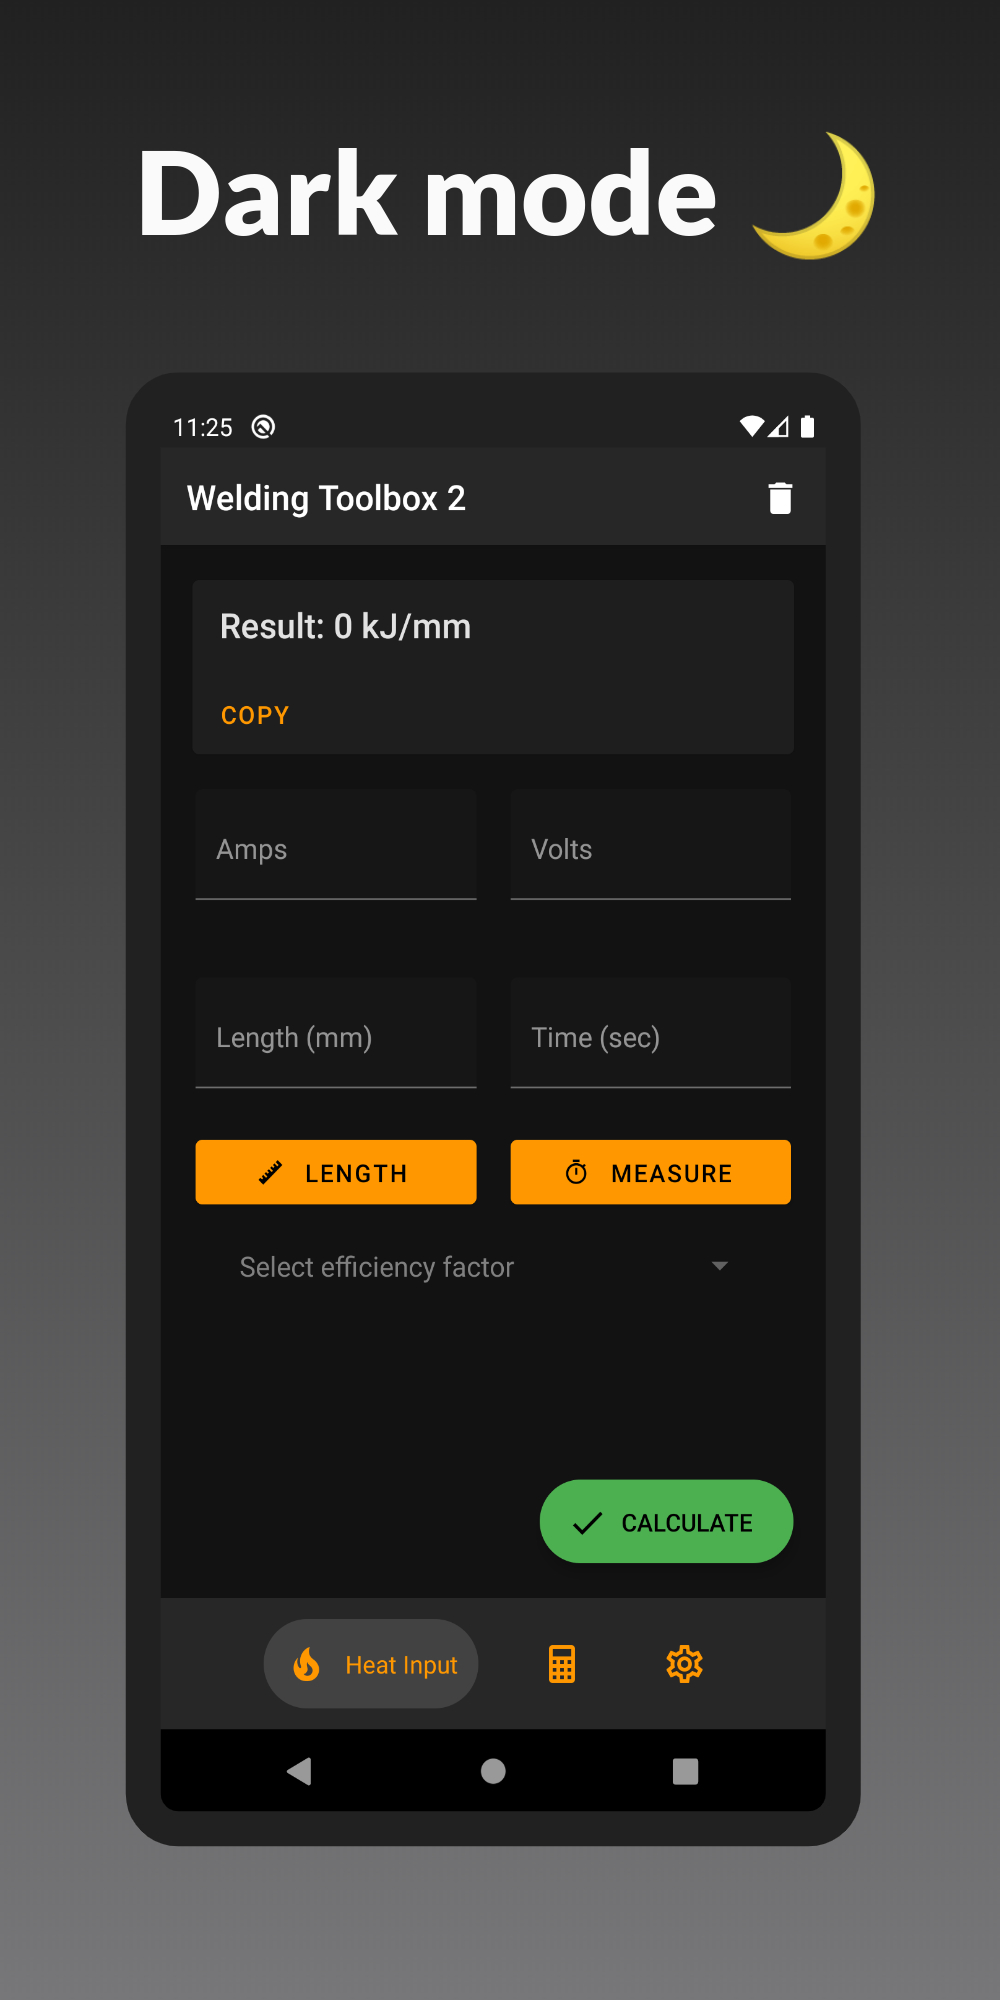 Dark mode 🌙
11:25
Welding Toolbox 2
Result: 0 kJ/mm
COPY
Amps Volts
Length (mm) Time (sec)
LENGTH MEASURE
Select efficiency factor
CALCULATE
Heat Input